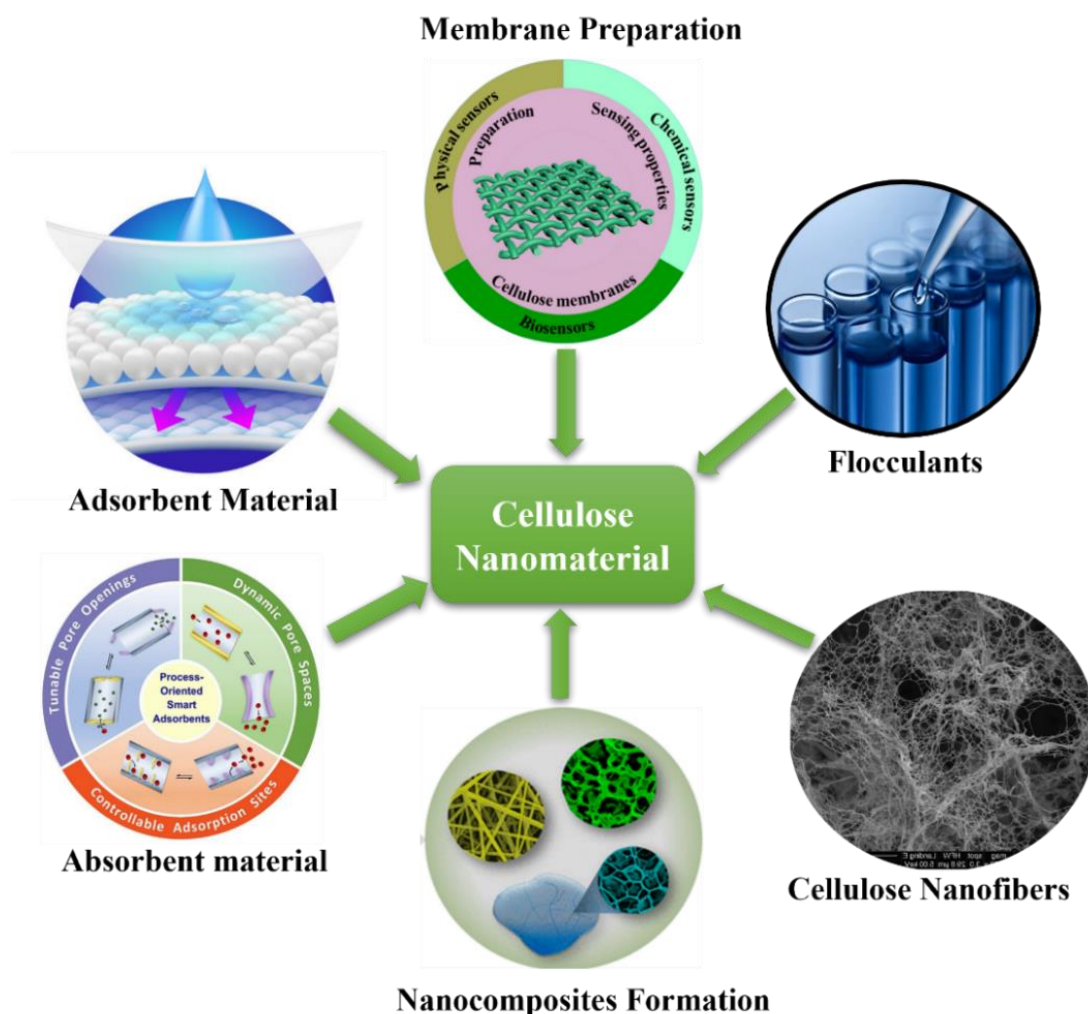 Membrane Preparation
Physical sensors
Chemical sensors
Biosensors
Preparation
Sensing properties
Cellulose membranes
Adsorbent Material
Flocculants
Cellulose
Nanomaterial
Tunable Pore Openings
Dynamic Pore Spaces
Controllable Adsorption Sites
Process-
Oriented
Smart
Adsorbents
Absorbent material
Cellulose Nanofibers
Nanocomposites Formation